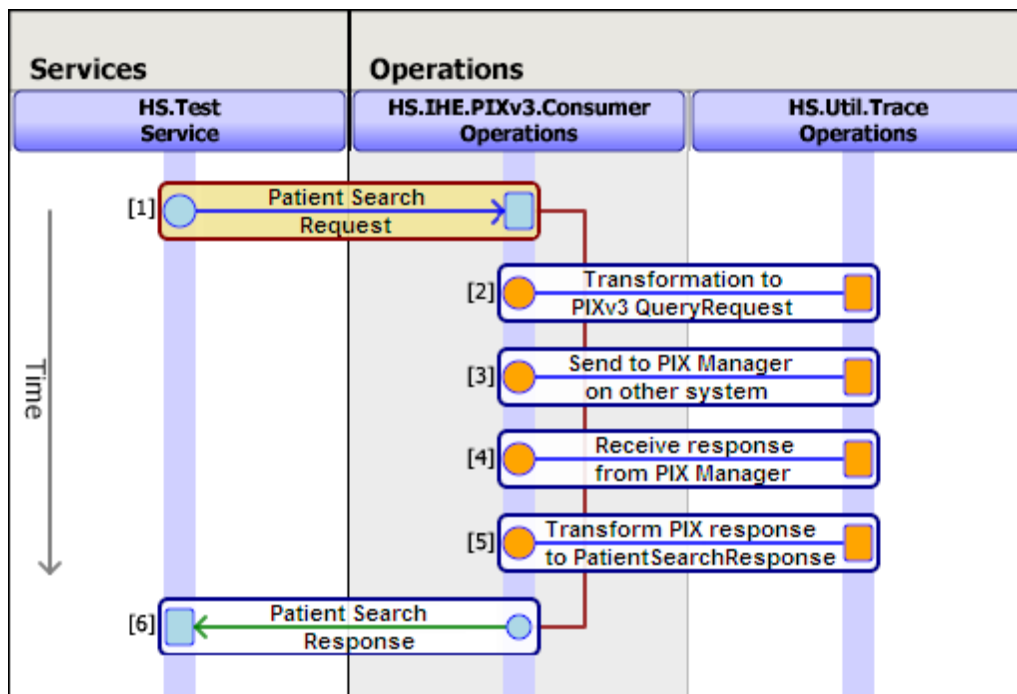 Services
Operations
HS.Test
Service
HS.IHE.PIXv3.Consumer
Operations
HS.Util.Trace
Operations
Time
[1]
Patient Search
Request
[2]
Transformation to
PIXv3 QueryRequest
[3]
Send to PIX Manager
on other system
[4]
Receive response
from PIX Manager
[5]
Transform PIX response
to PatientSearchResponse
[6]
Patient Search
Response